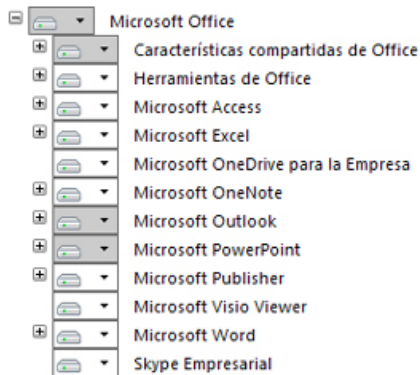 Microsoft Office
Características compartidas de Office
Herramientas de Office
Microsoft Access
Microsoft Excel
Microsoft OneDrive para la Empresa
Microsoft OneNote
Microsoft Outlook
Microsoft PowerPoint
Microsoft Publisher
Microsoft Visio Viewer
Microsoft Word
Skype Empresarial